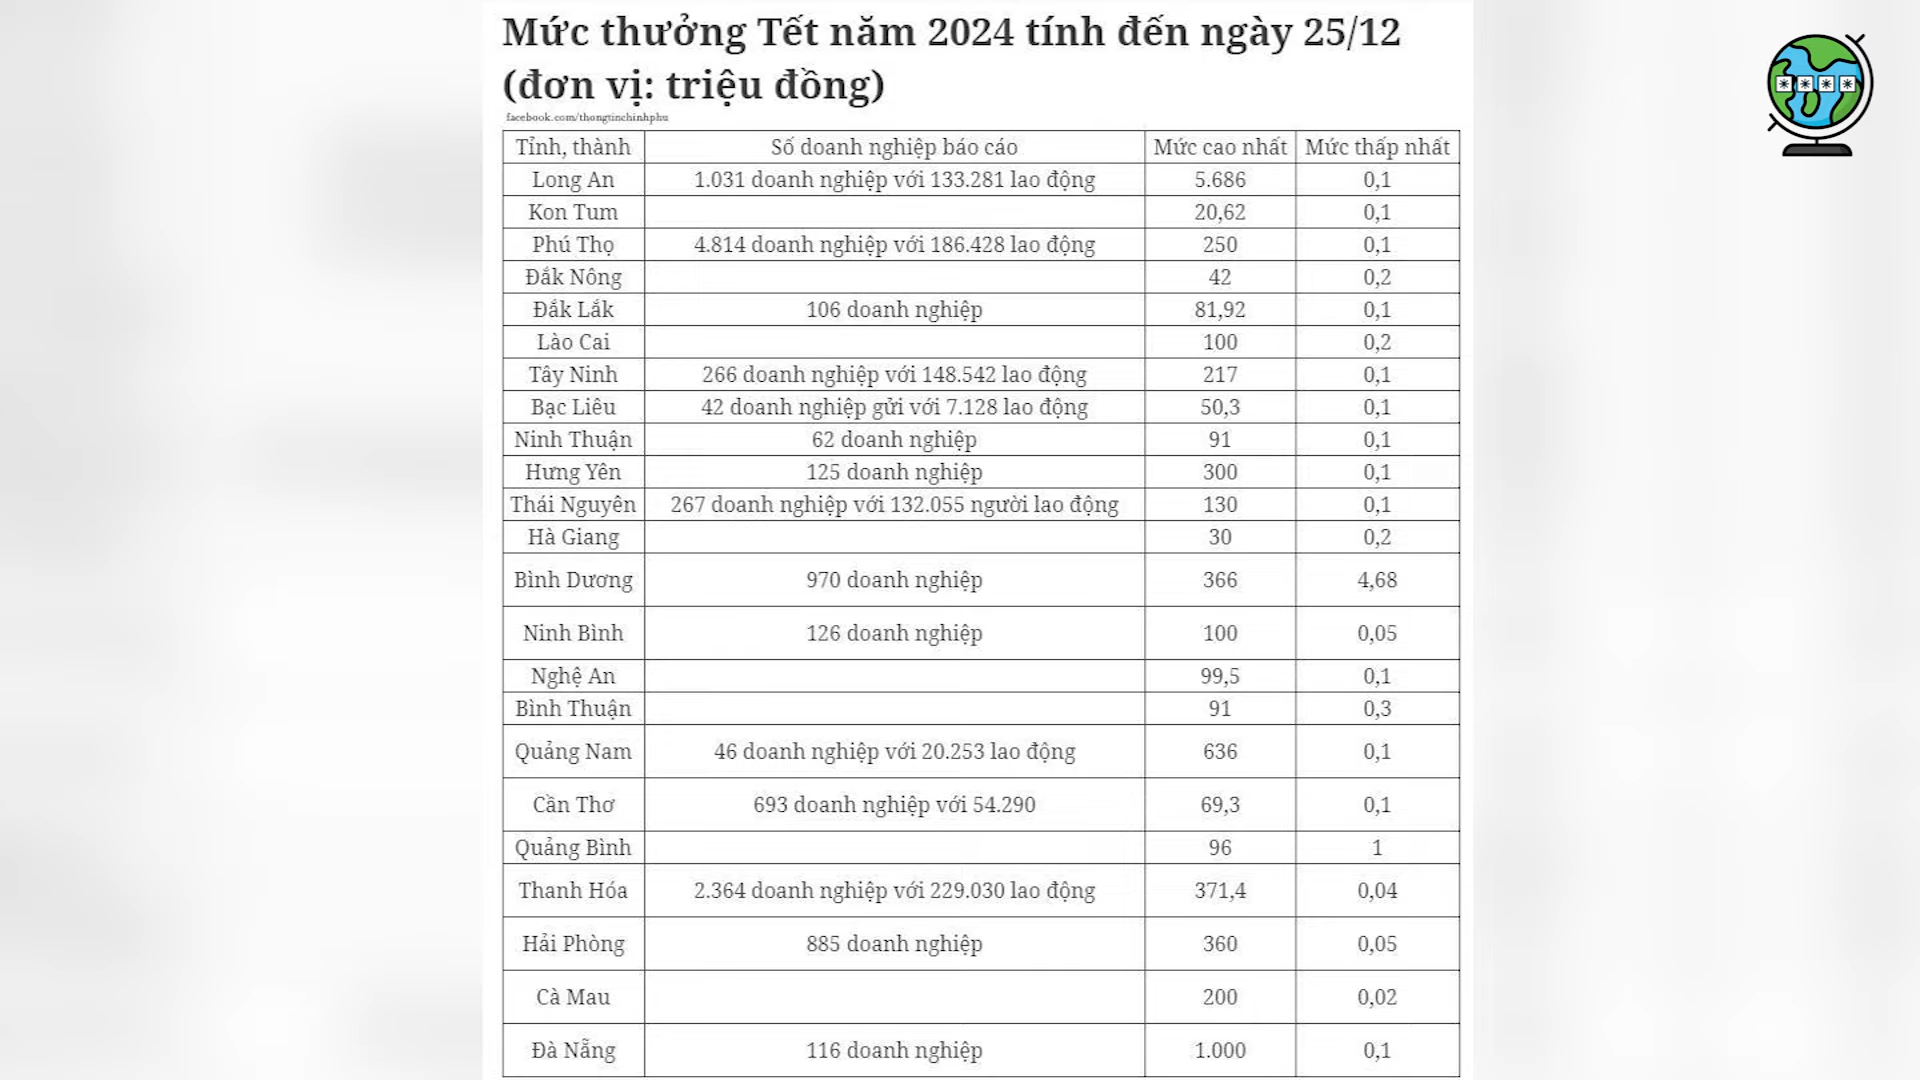 Mức thưởng Tết năm 2024 tính đến ngày 25/12
(đơn vị: triệu đồng)
facebook.com/thongtinchinhphu
Tỉnh, thành Số doanh nghiệp báo cáo Mức cao nhất Mức thấp nhất
Long An 1.031 doanh nghiệp với 133.281 lao động 5.686 0,1
Kon Tum 20,62 0,1
Phú Thọ 4.814 doanh nghiệp với 186.428 lao động 250 0,1
Đắk Nông 42 0,2
Đắk Lắk 106 doanh nghiệp 81,92 0,1
Lào Cai 100 0,2
Tây Ninh 266 doanh nghiệp với 148.542 lao động 217 0,1
Bạc Liêu 42 doanh nghiệp gửi với 7.128 lao động 50,3 0,1
Ninh Thuận 62 doanh nghiệp 91 0,1
Hưng Yên 125 doanh nghiệp 300 0,1
Thái Nguyên 267 doanh nghiệp với 132.055 người lao động 130 0,1
Hà Giang 30 0,2
Bình Dương 970 doanh nghiệp 366 4,68
Ninh Bình 126 doanh nghiệp 100 0,05
Nghệ An 99,5 0,1
Bình Thuận 91 0,3
Quảng Nam 46 doanh nghiệp với 20.253 lao động 636 0,1
Cần Thơ 693 doanh nghiệp với 54.290 69,3 0,1
Quảng Bình 96 1
Thanh Hóa 2.364 doanh nghiệp với 229.030 lao động 371,4 0,04
Hải Phòng 885 doanh nghiệp 360 0,05
Cà Mau 200 0,02
Đà Nẵng 116 doanh nghiệp 1.000 0,1